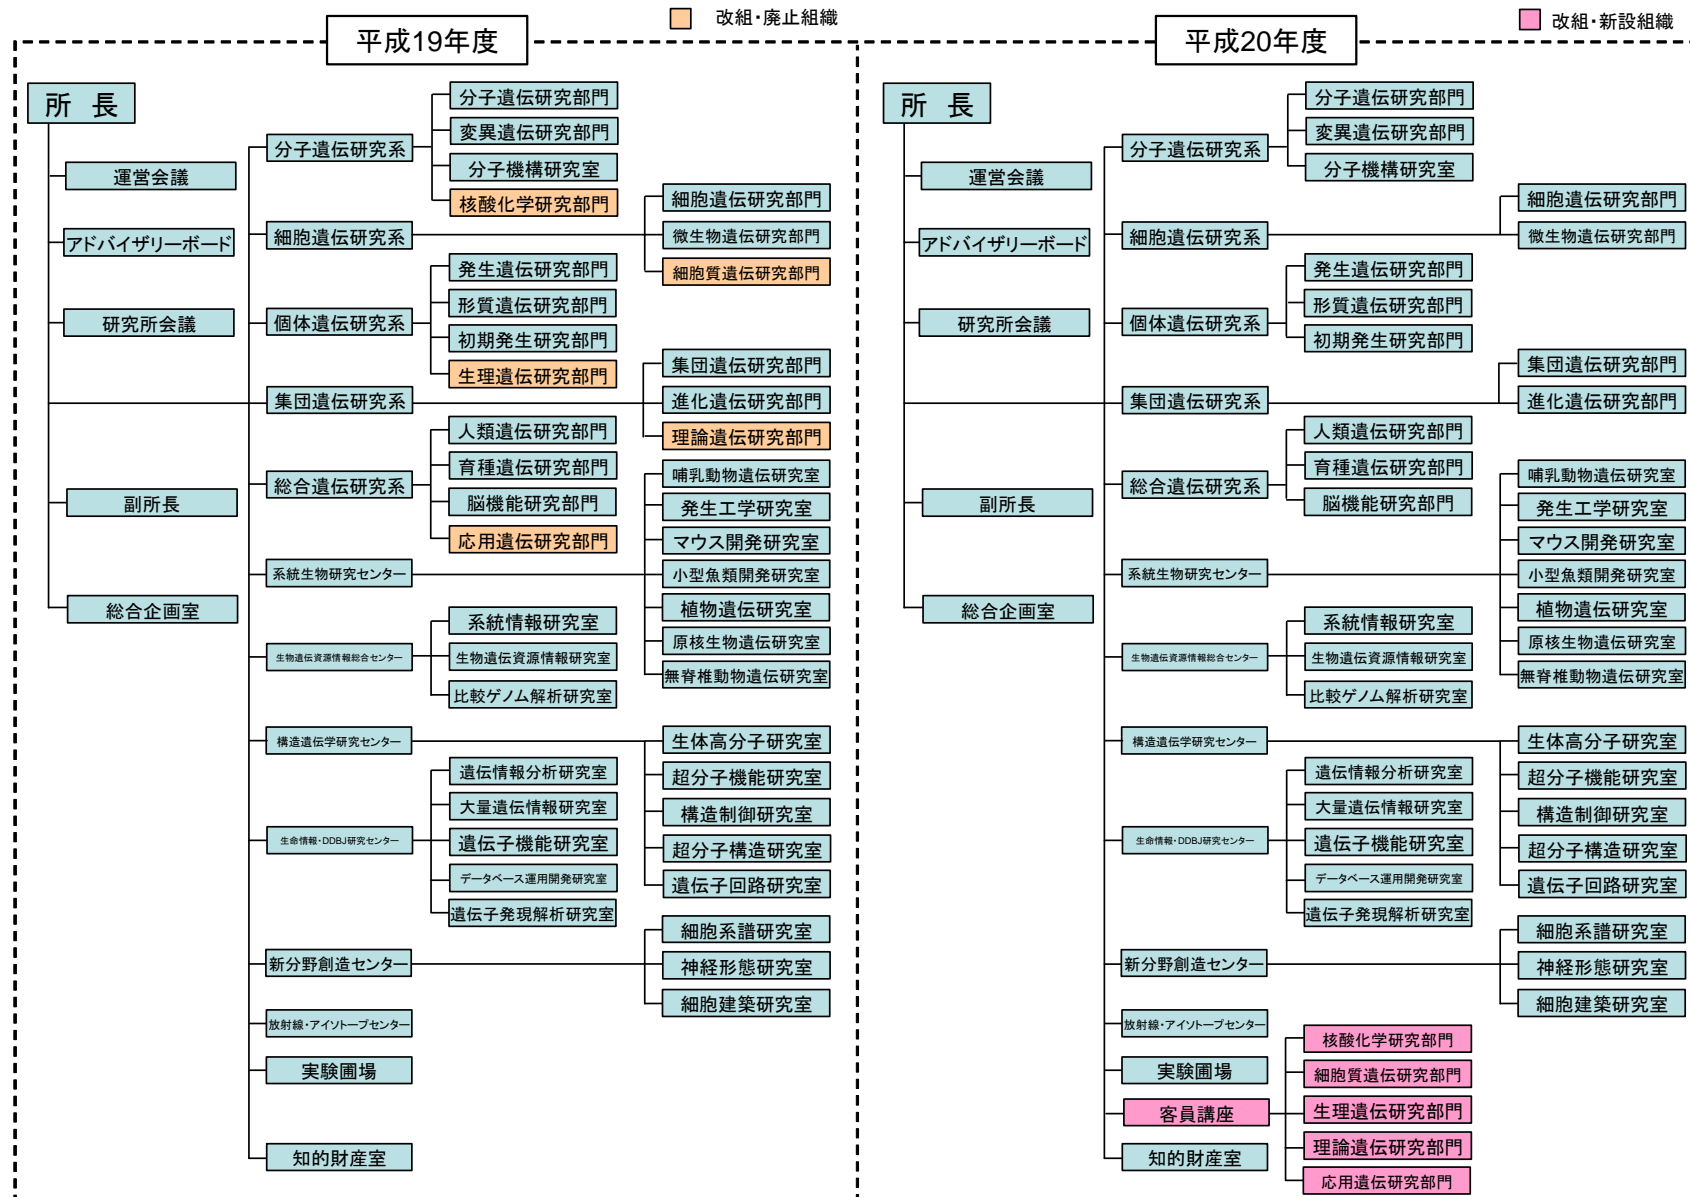 平成19年度
改組・廃止組織
所 長
運営会議
アドバイザリーボード
研究所会議
副所長
総合企画室
分子遺伝研究系
分子遺伝研究部門
変異遺伝研究部門
分子機構研究室
核酸化学研究部門
細胞遺伝研究系
細胞遺伝研究部門
微生物遺伝研究部門
細胞質遺伝研究部門
個体遺伝研究系
発生遺伝研究部門
形質遺伝研究部門
初期発生研究部門
生理遺伝研究部門
集団遺伝研究系
集団遺伝研究部門
進化遺伝研究部門
理論遺伝研究部門
総合遺伝研究系
人類遺伝研究部門
育種遺伝研究部門
脳機能研究部門
応用遺伝研究部門
系統生物研究センター
哺乳動物遺伝研究室
発生工学研究室
マウス開発研究室
小型魚類開発研究室
植物遺伝研究室
原核生物遺伝研究室
無脊椎動物遺伝研究室
生物遺伝資源情報総合センター
系統情報研究室
生物遺伝資源情報研究室
比較ゲノム解析研究室
構造遺伝学研究センター
生体高分子研究室
超分子機能研究室
構造制御研究室
超分子構造研究室
遺伝子回路研究室
生命情報・DDBJ研究センター
遺伝情報分析研究室
大量遺伝情報研究室
遺伝子機能研究室
データベース運用開発研究室
遺伝子発現解析研究室
新分野創造センター
細胞系譜研究室
神経形態研究室
細胞建築研究室
放射線・アイソトープセンター
実験圃場
知的財産室
平成20年度
改組・新設組織
所 長
運営会議
アドバイザリーボード
研究所会議
副所長
総合企画室
分子遺伝研究系
分子遺伝研究部門
変異遺伝研究部門
分子機構研究室
細胞遺伝研究系
細胞遺伝研究部門
微生物遺伝研究部門
個体遺伝研究系
発生遺伝研究部門
形質遺伝研究部門
初期発生研究部門
集団遺伝研究系
集団遺伝研究部門
進化遺伝研究部門
総合遺伝研究系
人類遺伝研究部門
育種遺伝研究部門
脳機能研究部門
系統生物研究センター
哺乳動物遺伝研究室
発生工学研究室
マウス開発研究室
小型魚類開発研究室
植物遺伝研究室
原核生物遺伝研究室
無脊椎動物遺伝研究室
生物遺伝資源情報総合センター
系統情報研究室
生物遺伝資源情報研究室
比較ゲノム解析研究室
構造遺伝学研究センター
生体高分子研究室
超分子機能研究室
構造制御研究室
超分子構造研究室
遺伝子回路研究室
生命情報・DDBJ研究センター
遺伝情報分析研究室
大量遺伝情報研究室
遺伝子機能研究室
データベース運用開発研究室
遺伝子発現解析研究室
新分野創造センター
細胞系譜研究室
神経形態研究室
細胞建築研究室
放射線・アイソトープセンター
実験圃場
客員講座
核酸化学研究部門
細胞質遺伝研究部門
生理遺伝研究部門
理論遺伝研究部門
応用遺伝研究部門
知的財産室